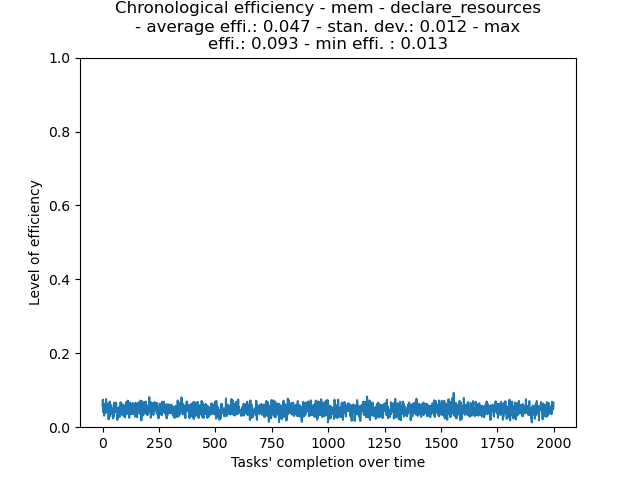 Chronological efficiency - mem - declare_resources
- average effi.: 0.047 - stan. dev.: 0.012 - max
effi.: 0.093 - min effi. : 0.013
1.0
0.8
0.6
0.4
0.2
0.0
Level of efficiency
0 250 500 750 1000 1250 1500 1750 2000
Tasks' completion over time